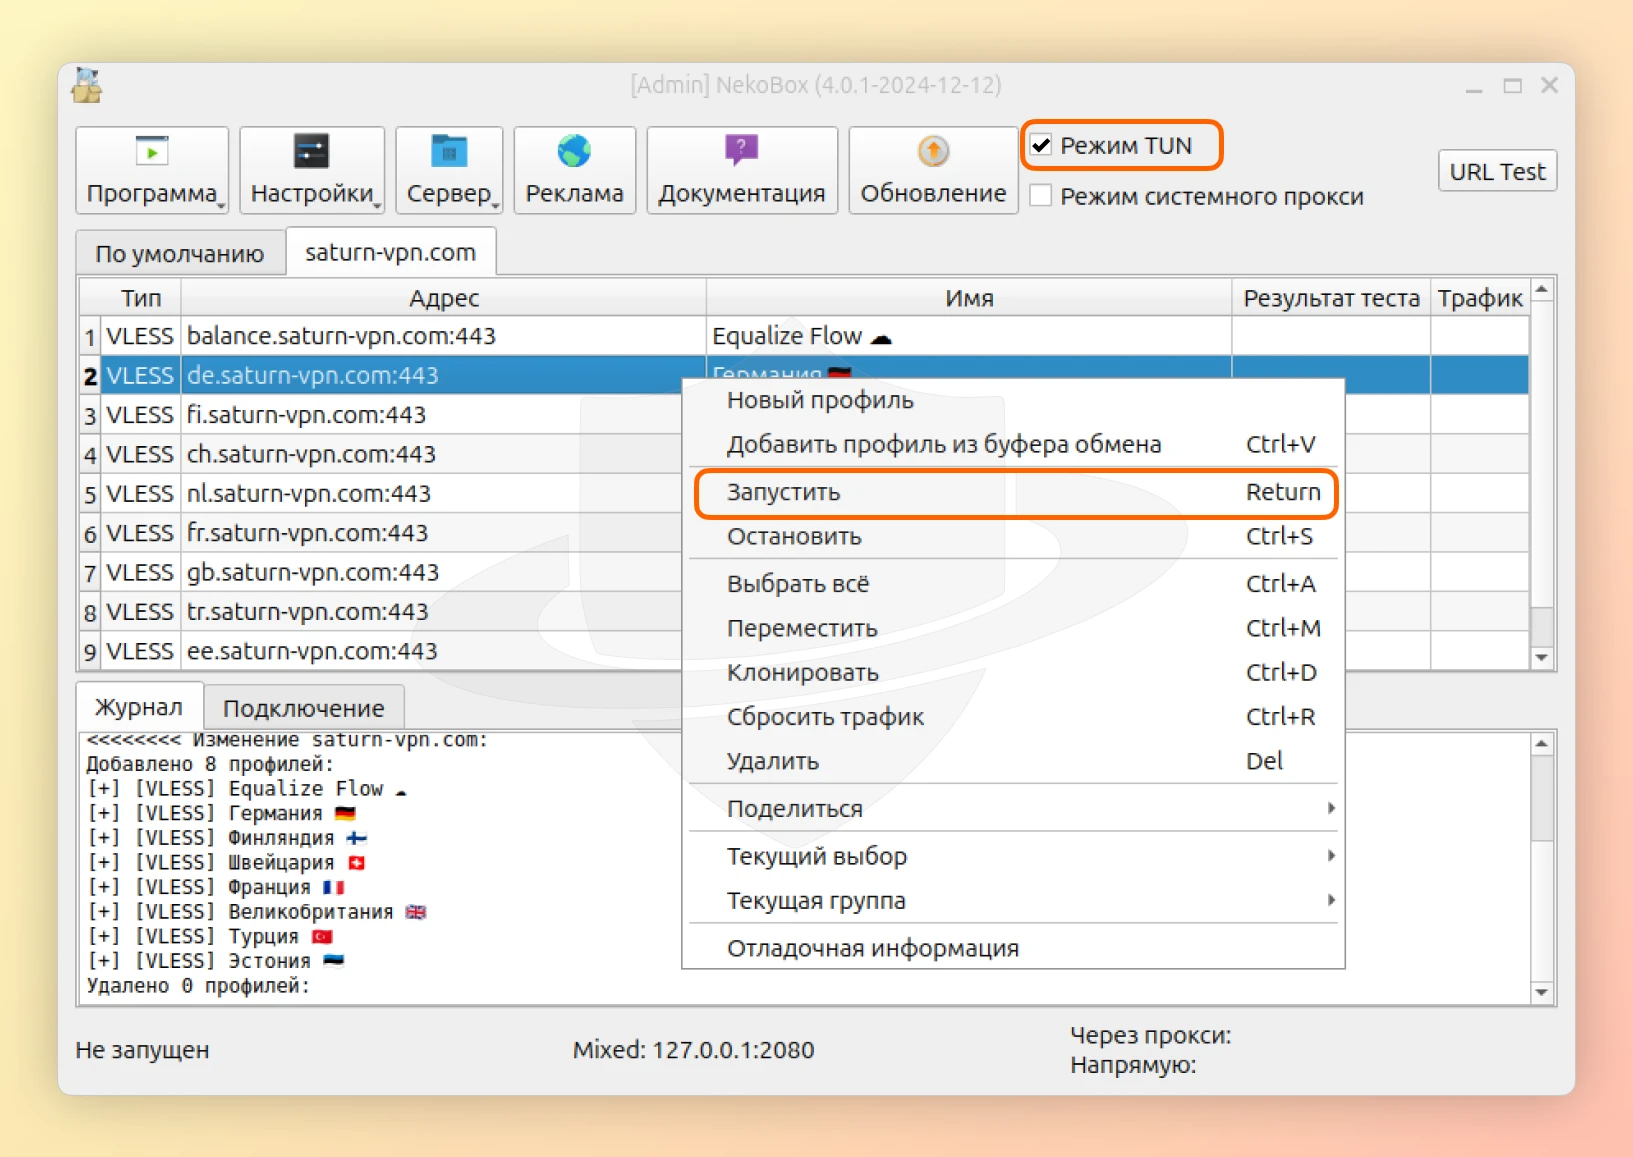 [Admin] NekoBox (4.0.1-2024-12-12)
Программа
Настройки
Сервер
Реклама
?
Документация
Обновление
Режим TUN
Режим системного прокси
URL Test
По умолчанию
saturn-vpn.com
Тип Адрес Имя Результат теста Трафик
1 VLESS balance.saturn-vpn.com:443 Equalize Flow ☁
2 VLESS de.saturn-vpn.com:443 Германия 🇩🇪
3 VLESS fi.saturn-vpn.com:443
4 VLESS ch.saturn-vpn.com:443
5 VLESS nl.saturn-vpn.com:443
6 VLESS fr.saturn-vpn.com:443
7 VLESS gb.saturn-vpn.com:443
8 VLESS tr.saturn-vpn.com:443
9 VLESS ee.saturn-vpn.com:443
Новый профиль
Добавить профиль из буфера обмена Ctrl+V
Запустить Return
Остановить Ctrl+S
Выбрать всё Ctrl+A
Переместить Ctrl+M
Клонировать Ctrl+D
Сбросить трафик Ctrl+R
Удалить Del
Поделиться
Текущий выбор
Текущая группа
Отладочная информация
Журнал
Подключение
<<<<<<<< Изменение saturn-vpn.com:
Добавлено 8 профилей:
[+] [VLESS] Equalize Flow ☁
[+] [VLESS] Германия 🇩🇪
[+] [VLESS] Финляндия 🇫🇮
[+] [VLESS] Швейцария 🇨🇭
[+] [VLESS] Франция 🇫🇷
[+] [VLESS] Великобритания 🇬🇧
[+] [VLESS] Турция 🇹🇷
[+] [VLESS] Эстония 🇪🇪
Удалено 0 профилей:
Не запущен
Mixed: 127.0.0.1:2080
Через прокси:
Напрямую: